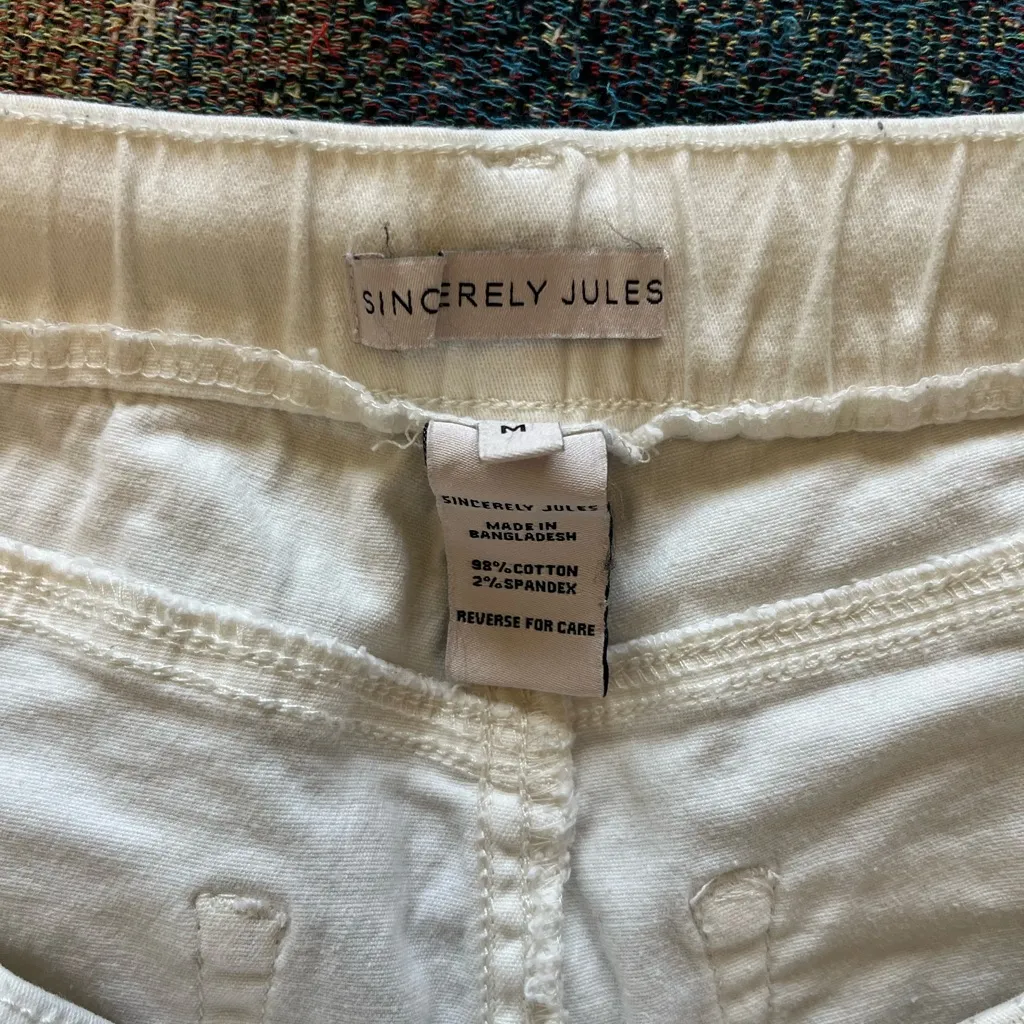 SINCERELY JULES
M
SINCERELY JULES
MADE IN
BANGLADESH
98% COTTON
2% SPANDEX
REVERSE FOR CARE